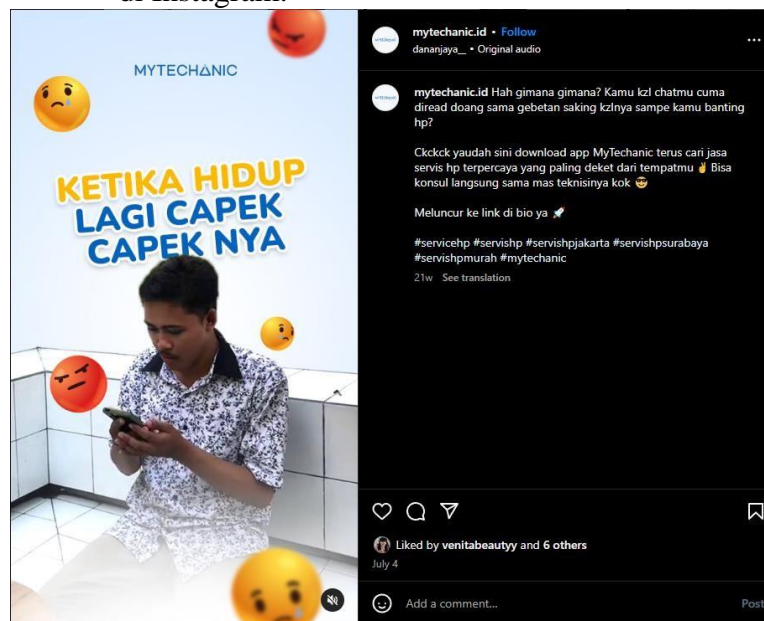 di Instagram.
MYTECHANIC
KETIKA HIDUP
LAGI CAPEK
CAPEK NYA
mytechanic.id • Follow
dananjaya__ • Original audio
mytechanic.id Hah gimana gimana? Kamu kzl chatmu cuma
diread doang sama gebetan saking kzlnya sampe kamu banting
hp?
Ckckck yaudah sini download app MyTechanic terus cari jasa
servis hp terpercaya yang paling deket dari tempatmu ✌️ Bisa
konsul langsung sama mas teknisinya kok 😎
Meluncur ke link di bio ya 🚀
#servicehp #servishp #servishpjakarta #servishpsurabaya
#servishpmurah #mytechanic
21w See translation
Liked by venitabeautyy and 6 others
July 4
Add a comment...
Post